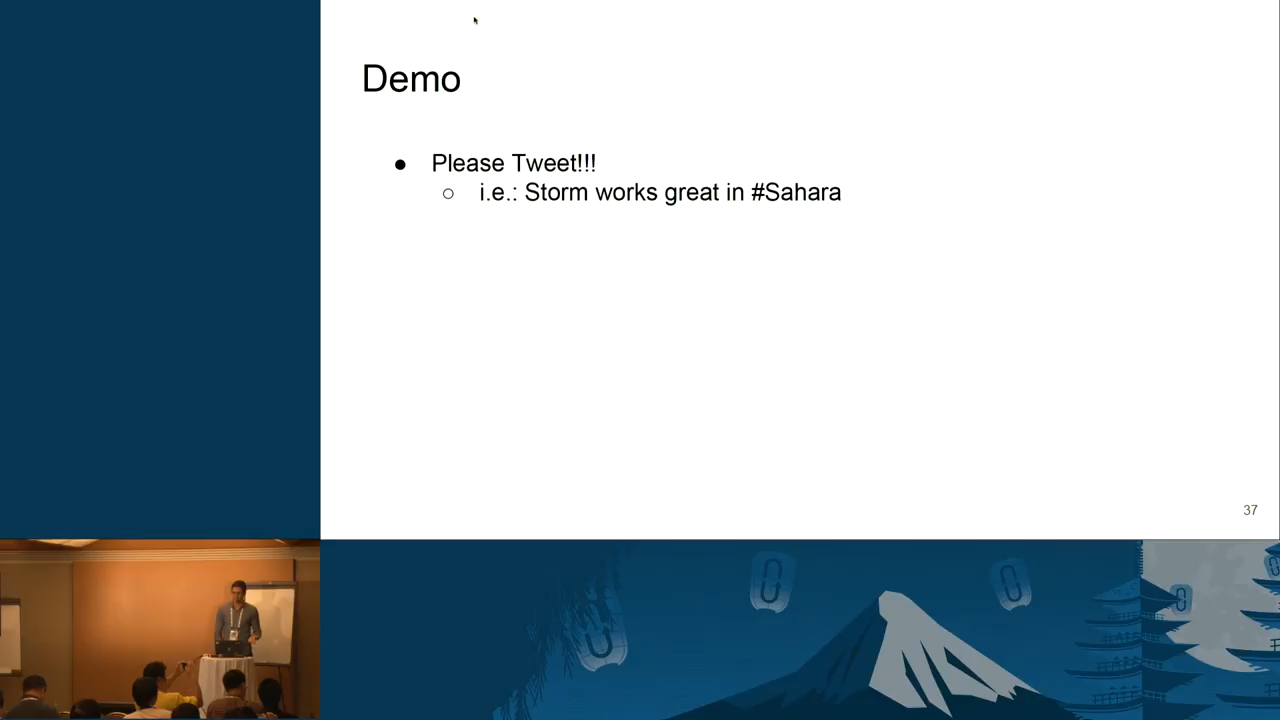 Demo
● Please Tweet!!!
○ i.e.: Storm works great in #Sahara
37